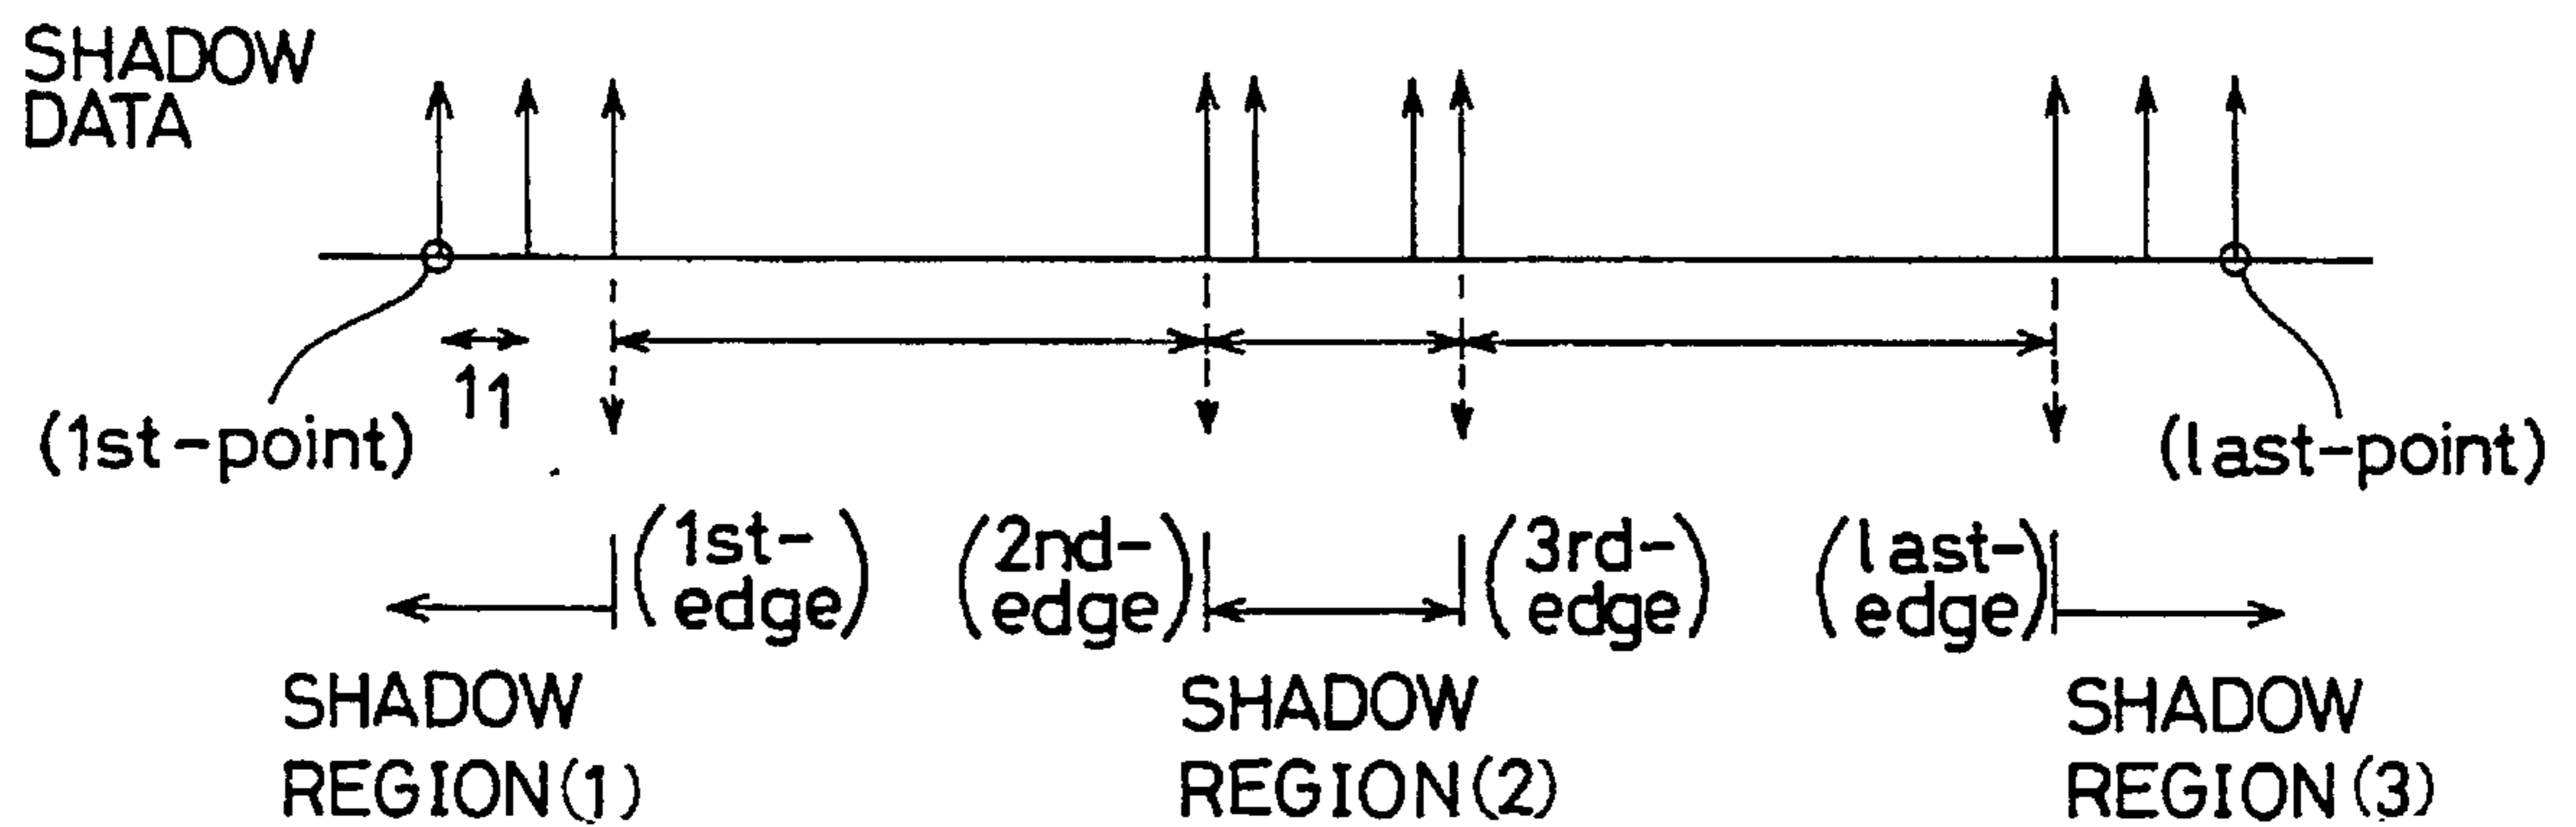 SHADOW
DATA
11
(1st-point)
(last-point)
(1st-
edge)
(2nd-
edge)
(3rd-
edge)
(last-
edge)
SHADOW
REGION(1)
SHADOW
REGION(2)
SHADOW
REGION(3)